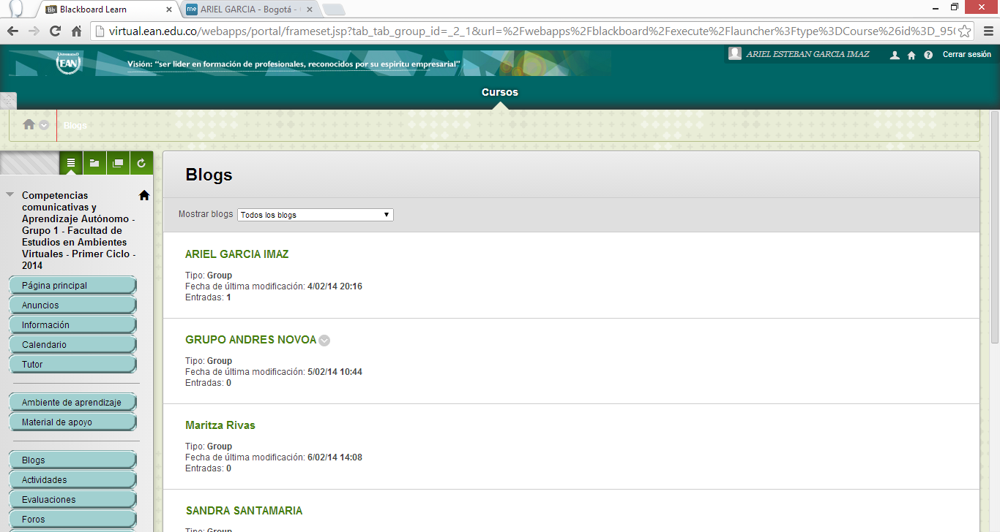 Blackboard Learn
ARIEL GARCIA - Bogotá -
virtual.ean.edu.co/webapps/portal/frameset.jsp?tab_tab_group_id=_2_1&url=%2Fwebapps%2Fblackboard%2Fexecute%2Flauncher%3Ftype%3DCourse%26id%3D_950
UNIVERSIDAD
EAN
Visión: “ser líder en formación de profesionales, reconocidos por su espíritu empresarial”
ARIEL ESTEBAN GARCIA IMAZ
Cerrar sesión
Cursos
Blogs
Competencias
comunicativas y
Aprendizaje Autónomo -
Grupo 1 - Facultad de
Estudios en Ambientes
Virtuales - Primer Ciclo -
2014
Página principal
Anuncios
Información
Calendario
Tutor
Ambiente de aprendizaje
Material de apoyo
Blogs
Actividades
Evaluaciones
Foros
Blogs
Mostrar blogs Todos los blogs
ARIEL GARCIA IMAZ
Tipo: Group
Fecha de última modificación: 4/02/14 20:16
Entradas: 1
GRUPO ANDRES NOVOA
Tipo: Group
Fecha de última modificación: 5/02/14 10:44
Entradas: 0
Maritza Rivas
Tipo: Group
Fecha de última modificación: 6/02/14 14:08
Entradas: 0
SANDRA SANTAMARIA
Tipo: Group